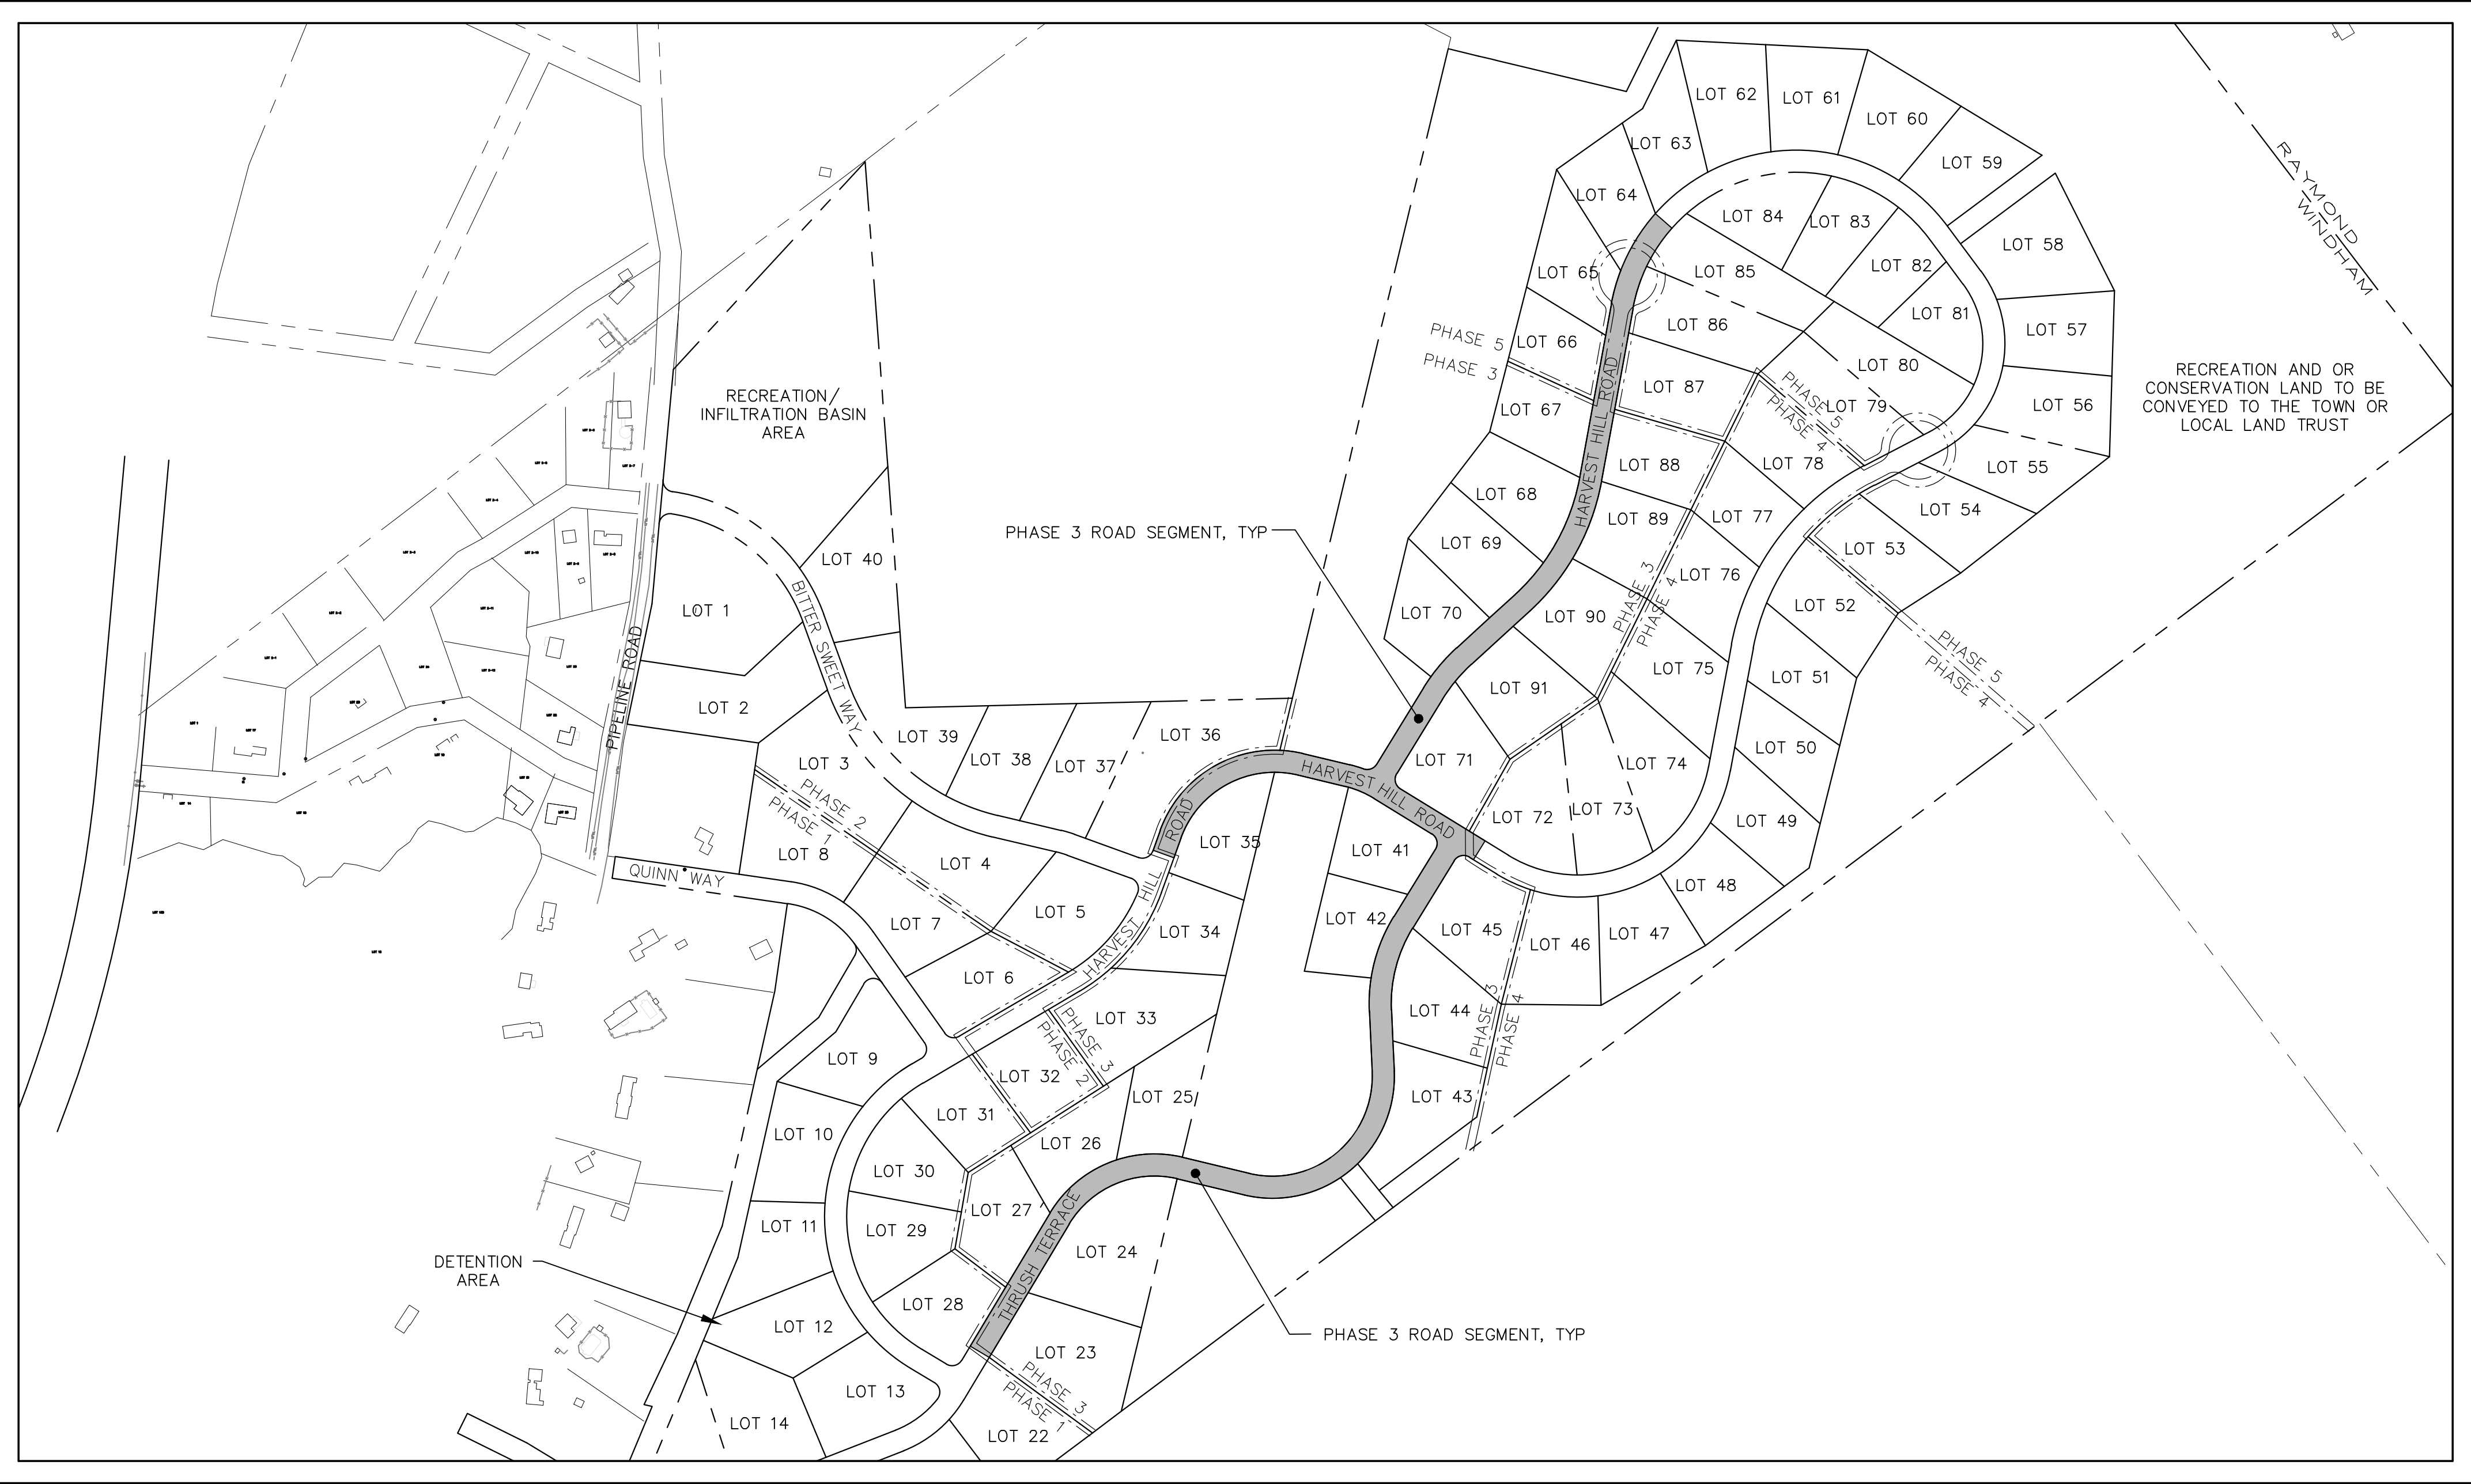 LOT 62
LOT 61
LOT 60
LOT 63
LOT 59
LOT 64
LOT 84
LOT 83
LOT 58
RAYMOND
WINDHAM
LOT 65
LOT 85
LOT 82
LOT 81
LOT 57
LOT 86
PHASE 5
PHASE 3
LOT 66
LOT 80
RECREATION AND OR
CONSERVATION LAND TO BE
CONVEYED TO THE TOWN OR
LOCAL LAND TRUST
RECREATION/
INFILTRATION BASIN
AREA
LOT 67
LOT 87
PHASE 5
PHASE 4
LOT 79
LOT 56
HARVEST HILL ROAD
LOT 88
LOT 78
LOT 55
LOT 68
LOT 89
LOT 77
LOT 54
PHASE 3 ROAD SEGMENT, TYP
LOT 69
LOT 53
LOT 40
LOT 76
LOT 1
BITTER SWEET WAY
LOT 70
LOT 90
PHASE 3
PHASE 4
LOT 52
PIPELINE ROAD
LOT 75
LOT 51
PHASE 5
PHASE 4
LOT 2
LOT 91
LOT 39
LOT 36
LOT 50
LOT 3
LOT 38
LOT 37
LOT 71
LOT 74
HARVEST HILL ROAD
PHASE 2
PHASE 1
LOT 72
LOT 73
LOT 49
LOT 8
LOT 4
HARVEST HILL ROAD
LOT 35
LOT 41
QUINN WAY
LOT 48
LOT 7
LOT 5
LOT 34
LOT 42
LOT 45
LOT 46
LOT 47
LOT 6
LOT 33
LOT 44
PHASE 3
PHASE 4
LOT 9
PHASE 3
PHASE 2
LOT 32
LOT 31
LOT 25
LOT 43
LOT 10
LOT 26
LOT 30
LOT 27
LOT 11
LOT 29
THRUSH TERRACE
LOT 24
DETENTION
AREA
LOT 28
LOT 12
PHASE 3 ROAD SEGMENT, TYP
LOT 23
PHASE 3
PHASE 1
LOT 13
LOT 14
LOT 22